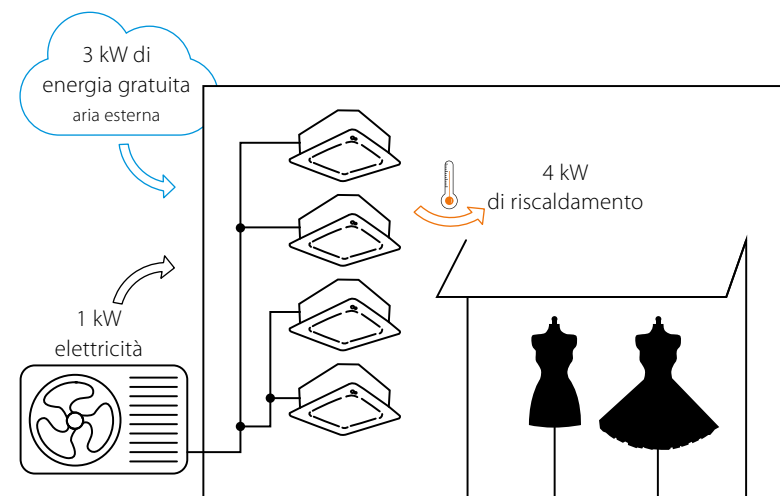 3 kW di
energia gratuita
aria esterna
4 kW
di riscaldamento
1 kW
elettricità